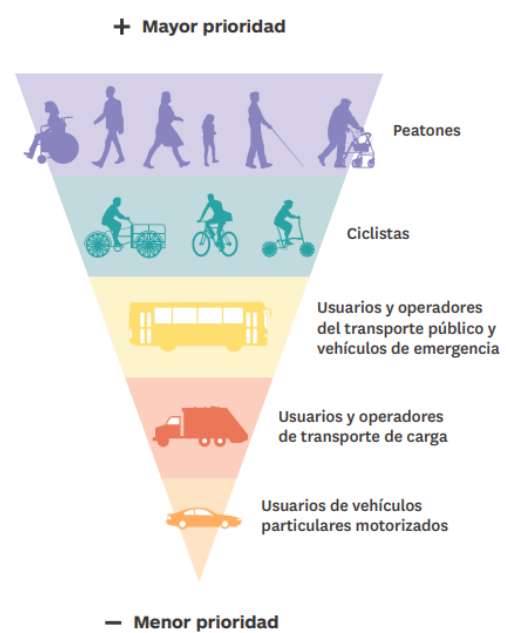 + Mayor prioridad
Peatones
Ciclistas
Usuarios y operadores
del transporte público y
vehículos de emergencia
Usuarios y operadores
de transporte de carga
Usuarios de vehículos
particulares motorizados
– Menor prioridad